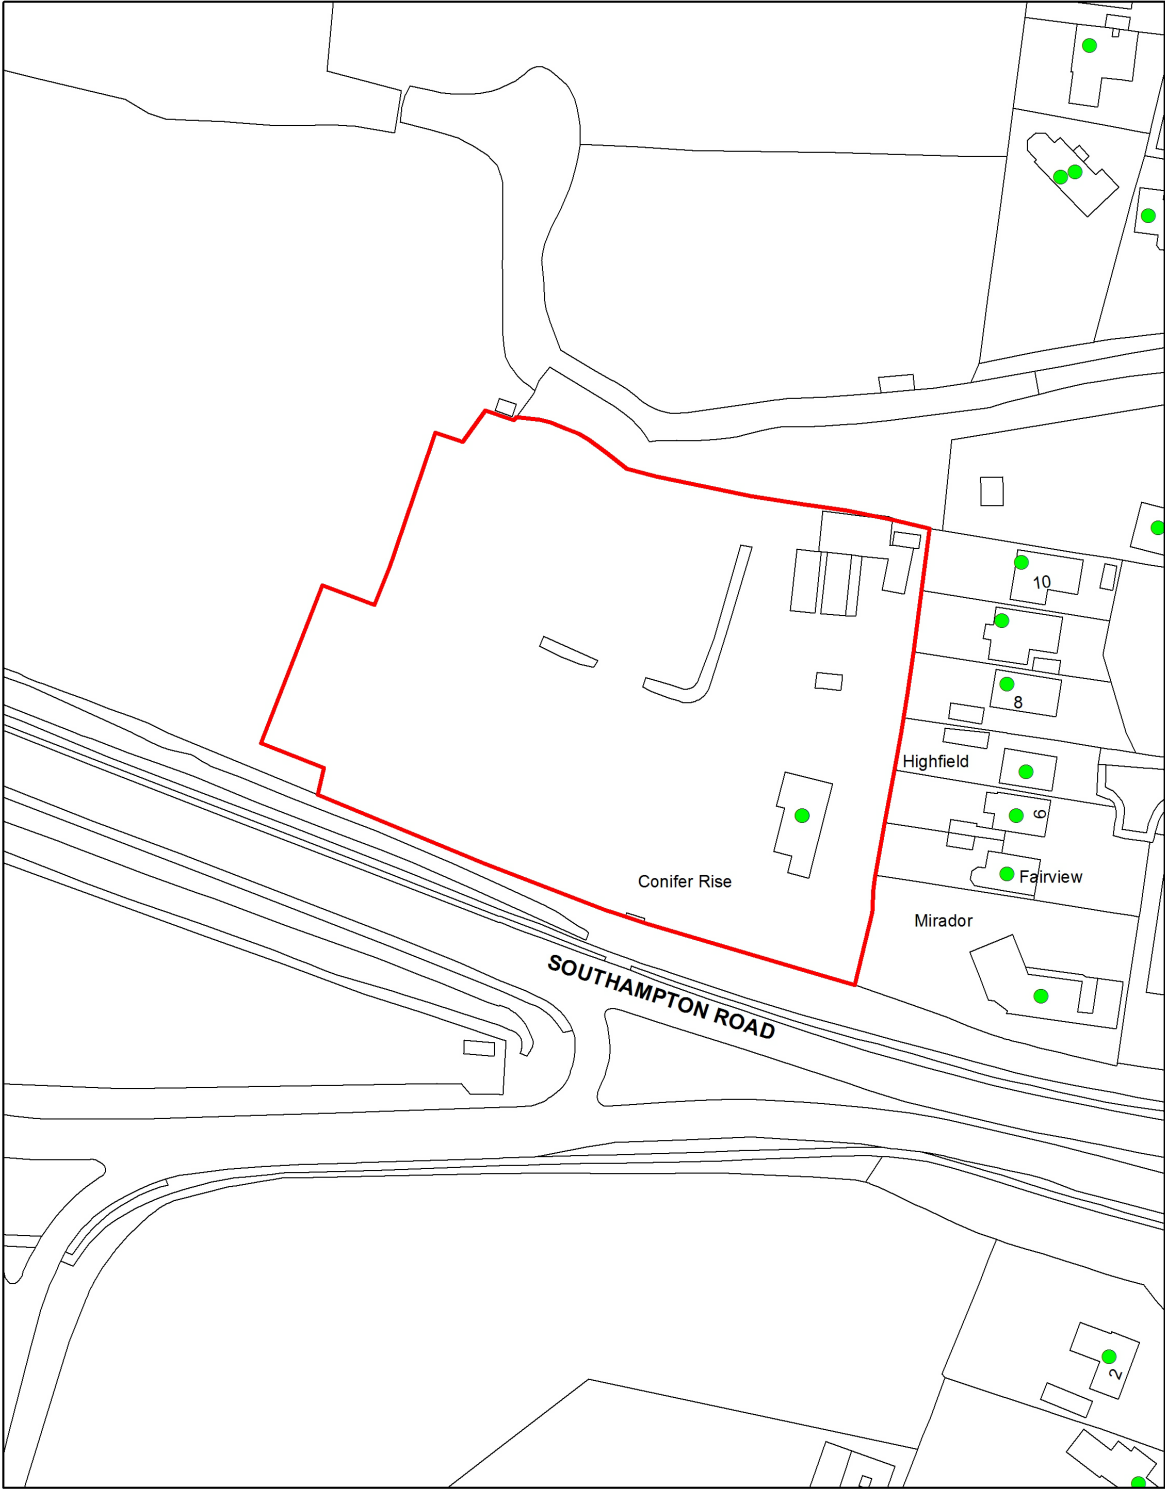 10
8
Highfield
6
Fairview
Conifer Rise
Mirador
SOUTHAMPTON ROAD
2